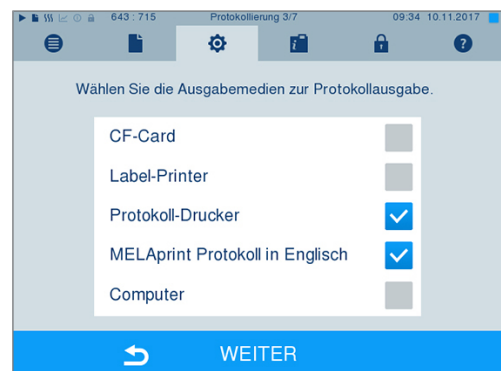 643 : 715 Protokollierung 3/7 09:34 10.11.2017
Wählen Sie die Ausgabemedien zur Protokollausgabe.
CF-Card
Label-Printer
Protokoll-Drucker
MELAprint Protokoll in Englisch
Computer
WEITER